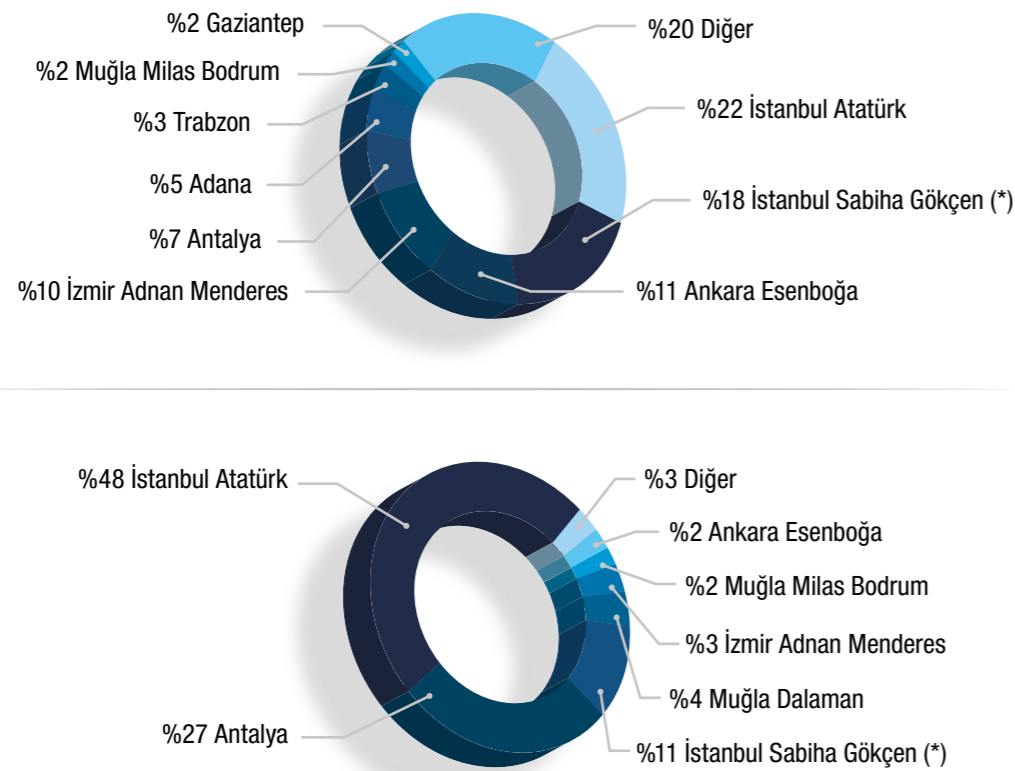 %2 Gaziantep
%20 Diğer
%2 Muğla Milas Bodrum
%22 İstanbul Atatürk
%3 Trabzon
%5 Adana
%18 İstanbul Sabiha Gökçen (*)
%7 Antalya
%10 İzmir Adnan Menderes
%11 Ankara Esenboğa
%48 İstanbul Atatürk
%3 Diğer
%2 Ankara Esenboğa
%2 Muğla Milas Bodrum
%3 İzmir Adnan Menderes
%4 Muğla Dalaman
%27 Antalya
%11 İstanbul Sabiha Gökçen (*)